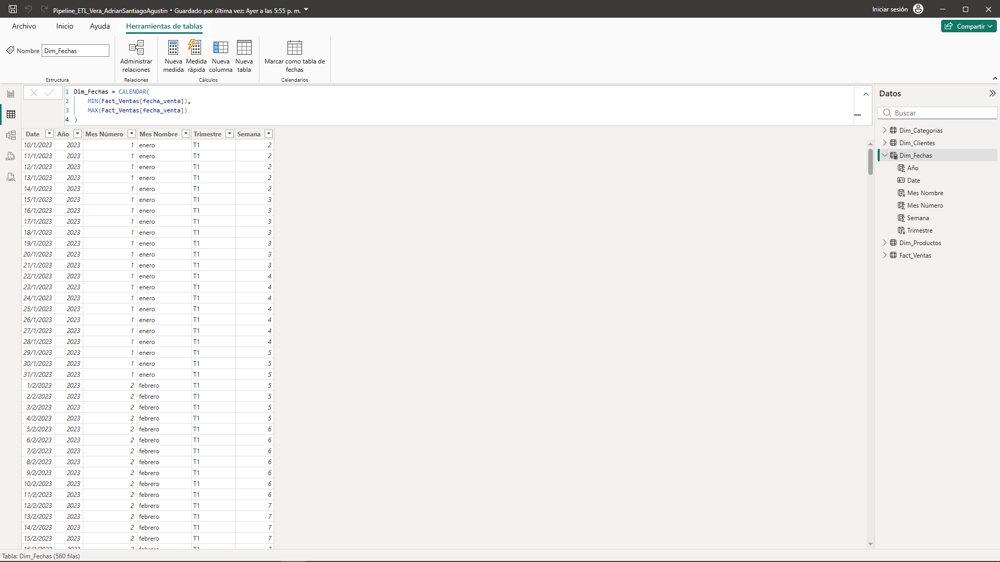 Pipeline_ETL_Vera_AdrianSantiagoAgustin • Guardado por última vez: Ayer a las 5:55 p. m.
Iniciar sesión
Archivo Inicio Ayuda Herramientas de tablas
Compartir
Nombre Dim_Fechas
Administrar relaciones
Nueva medida
Medida rápida
Nueva columna
Nueva tabla
Marcar como tabla de fechas
Estructura Relaciones Cálculos Calendarios
1 Dim_Fechas = CALENDAR(
2 MIN(Fact_Ventas[fecha_venta]),
3 MAX(Fact_Ventas[fecha_venta])
4 )
DAX
TMDL
Date Año Mes Número Mes Nombre Trimestre Semana
10/1/2023 2023 1 enero T1 2
11/1/2023 2023 1 enero T1 2
12/1/2023 2023 1 enero T1 2
13/1/2023 2023 1 enero T1 2
14/1/2023 2023 1 enero T1 2
15/1/2023 2023 1 enero T1 3
16/1/2023 2023 1 enero T1 3
17/1/2023 2023 1 enero T1 3
18/1/2023 2023 1 enero T1 3
19/1/2023 2023 1 enero T1 3
20/1/2023 2023 1 enero T1 3
21/1/2023 2023 1 enero T1 3
22/1/2023 2023 1 enero T1 4
23/1/2023 2023 1 enero T1 4
24/1/2023 2023 1 enero T1 4
25/1/2023 2023 1 enero T1 4
26/1/2023 2023 1 enero T1 4
27/1/2023 2023 1 enero T1 4
28/1/2023 2023 1 enero T1 4
29/1/2023 2023 1 enero T1 5
30/1/2023 2023 1 enero T1 5
31/1/2023 2023 1 enero T1 5
1/2/2023 2023 2 febrero T1 5
2/2/2023 2023 2 febrero T1 5
3/2/2023 2023 2 febrero T1 5
4/2/2023 2023 2 febrero T1 5
5/2/2023 2023 2 febrero T1 6
6/2/2023 2023 2 febrero T1 6
7/2/2023 2023 2 febrero T1 6
8/2/2023 2023 2 febrero T1 6
9/2/2023 2023 2 febrero T1 6
10/2/2023 2023 2 febrero T1 6
11/2/2023 2023 2 febrero T1 6
12/2/2023 2023 2 febrero T1 7
13/2/2023 2023 2 febrero T1 7
14/2/2023 2023 2 febrero T1 7
15/2/2023 2023 2 febrero T1 7
16/2/2023 2023 2 febrero T1 7
Datos
Buscar
Dim_Categorias
Dim_Clientes
Dim_Fechas
Año
Date
Mes Nombre
Mes Número
Semana
Trimestre
Dim_Productos
Fact_Ventas
Tabla: Dim_Fechas (560 filas)